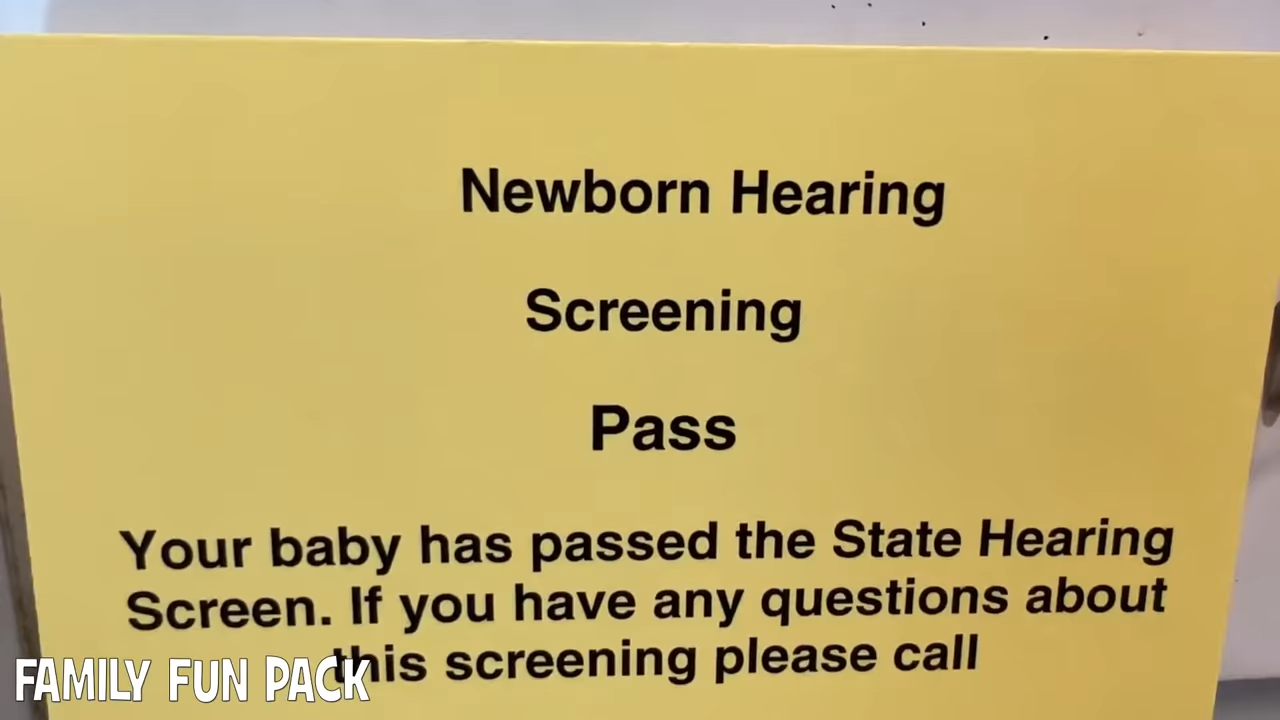 Newborn Hearing
Screening
Pass
Your baby has passed the State Hearing
Screen. If you have any questions about
this screening please call
FAMILY FUN PACK